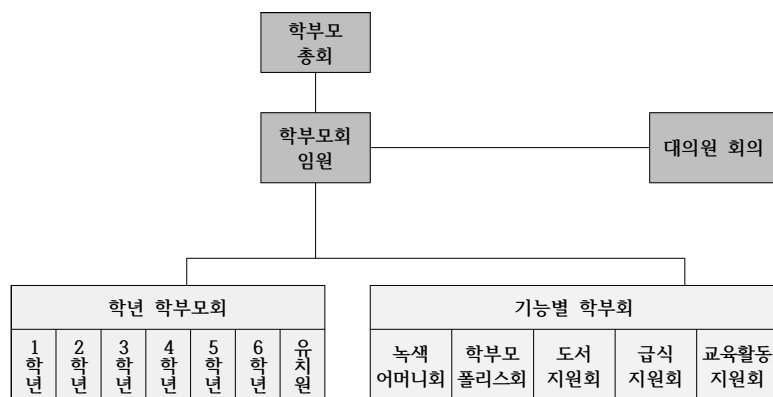 학부모
총회
학부모회
임원
대의원 회의
학년 학부모회
1
학
년
2
학
년
3
학
년
4
학
년
5
학
년
6
학
년
유
치
원
기능별 학부회
녹색
어머니회
학부모
폴리스회
도서
지원회
급식
지원회
교육활동
지원회